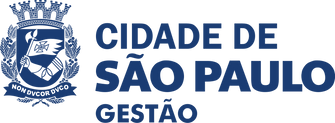 CIDADE DE
SÃO PAULO
GESTÃO
NON DVCOR DVCO